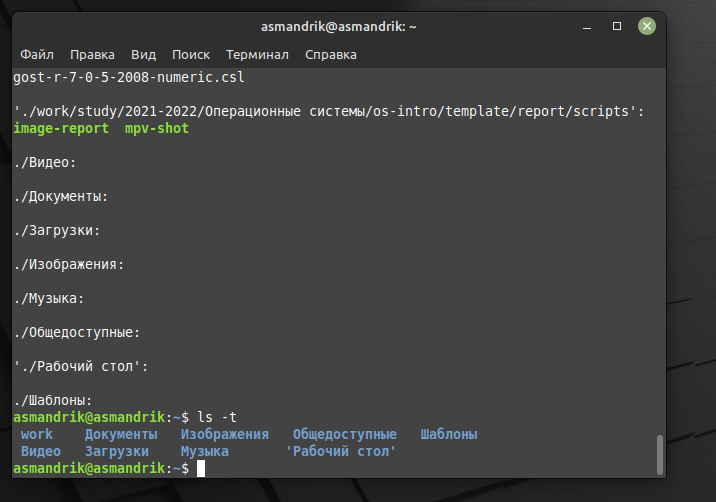 asmandrik@asmandrik: ~
Файл Правка Вид Поиск Терминал Справка
gost-r-7-0-5-2008-numeric.csl
'./work/study/2021-2022/Операционные системы/os-intro/template/report/scripts':
image-report mpv-shot
./Видео:
./Документы:
./Загрузки:
./Изображения:
./Музыка:
./Общедоступные:
'./Рабочий стол':
./Шаблоны:
asmandrik@asmandrik:~$ ls -t
work Документы Изображения Общедоступные Шаблоны
Видео Загрузки Музыка 'Рабочий стол'
asmandrik@asmandrik:~$